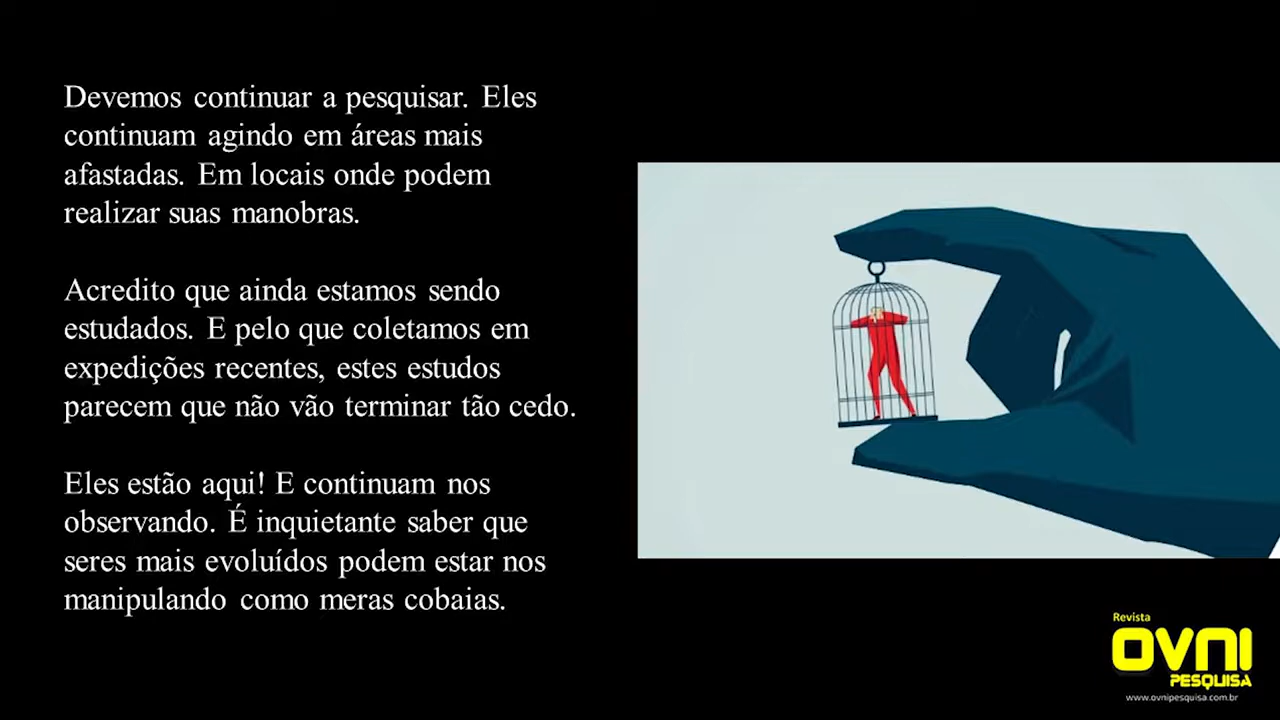 Devemos continuar a pesquisar. Eles
continuam agindo em áreas mais
afastadas. Em locais onde podem
realizar suas manobras.
Acredito que ainda estamos sendo
estudados. E pelo que coletamos em
expedições recentes, estes estudos
parecem que não vão terminar tão cedo.
Eles estão aqui! E continuam nos
observando. É inquietante saber que
seres mais evoluídos podem estar nos
manipulando como meras cobaias.
Revista
OVNI
PESQUISA
www.ovnipesquisa.com.br